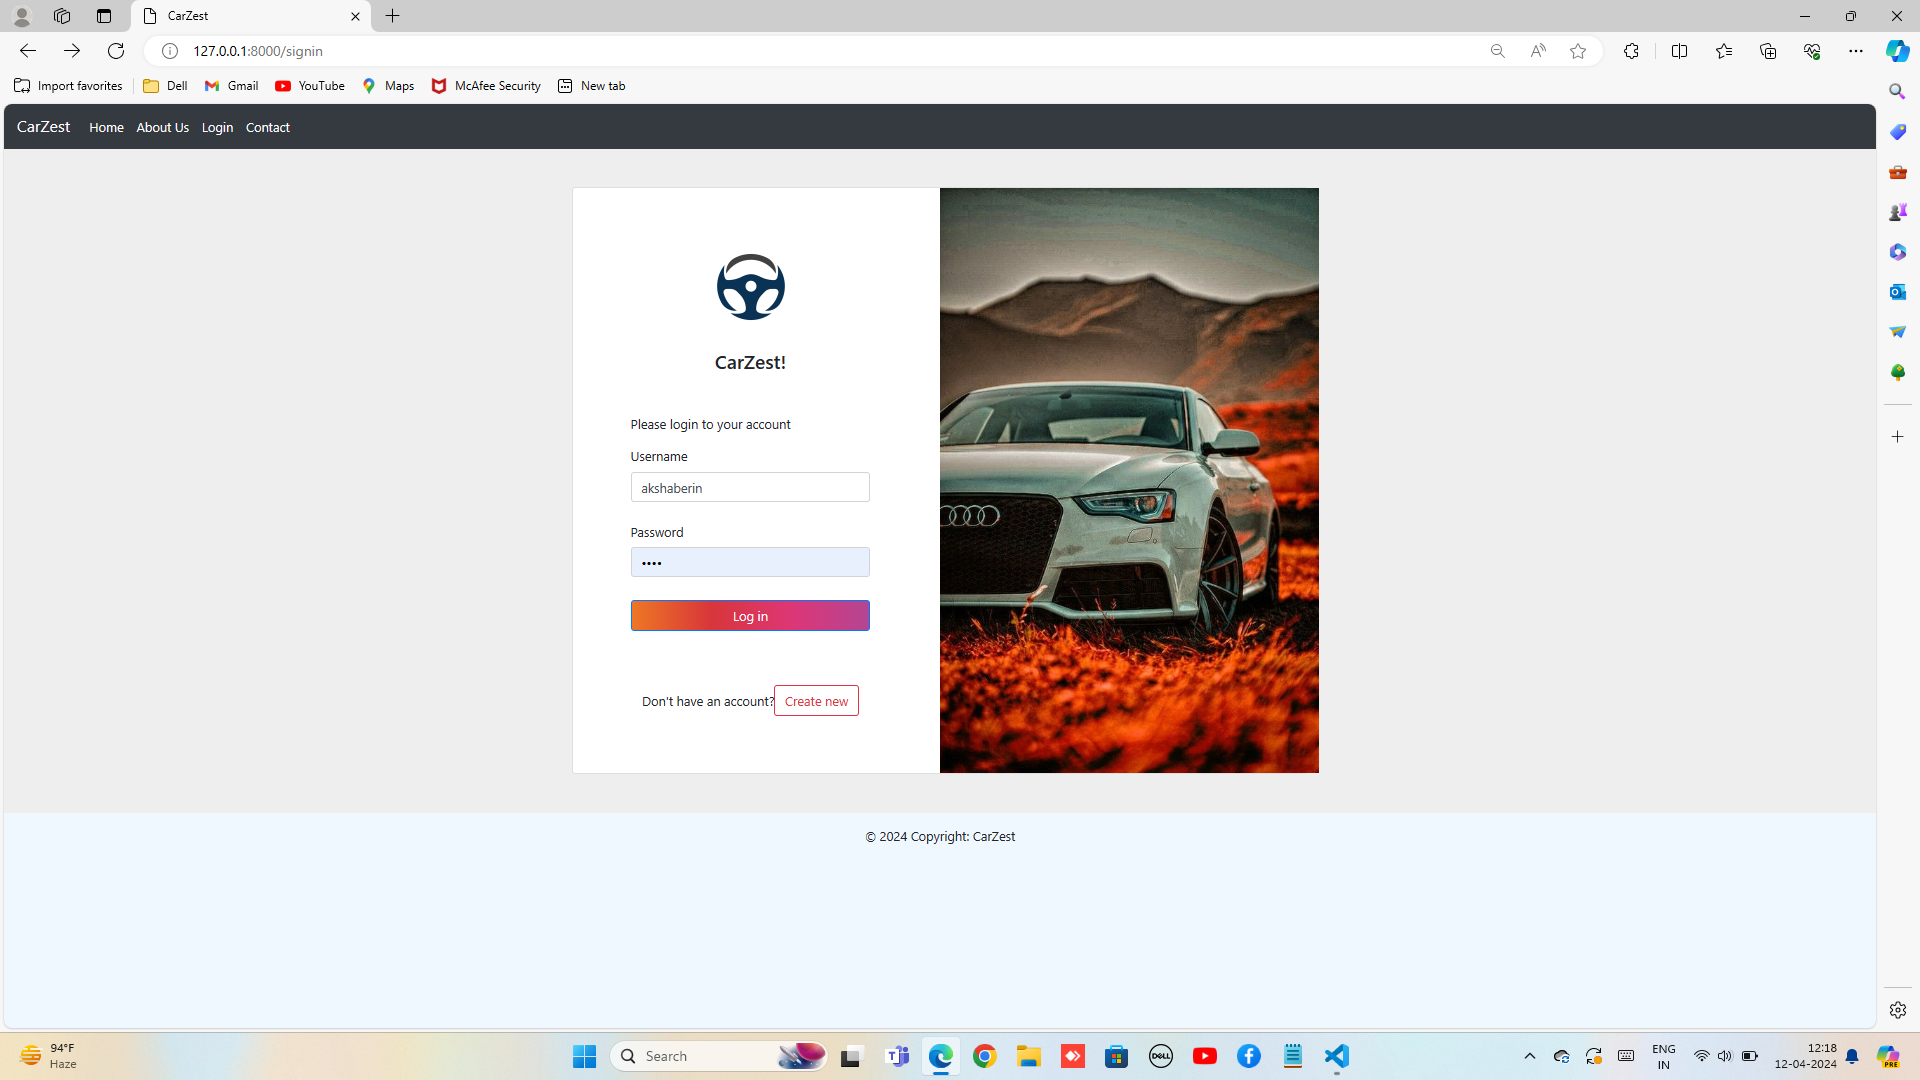 CarZest
127.0.0.1:8000/signin
Import favorites Dell Gmail YouTube Maps McAfee Security New tab
CarZest Home About Us Login Contact
CarZest!
Please login to your account
Username
akshaberin
Password
••••
Log in
Don't have an account? Create new
© 2024 Copyright: CarZest
94°F
Haze
Search
DELL
ENG
IN
12:18
12-04-2024
PRE